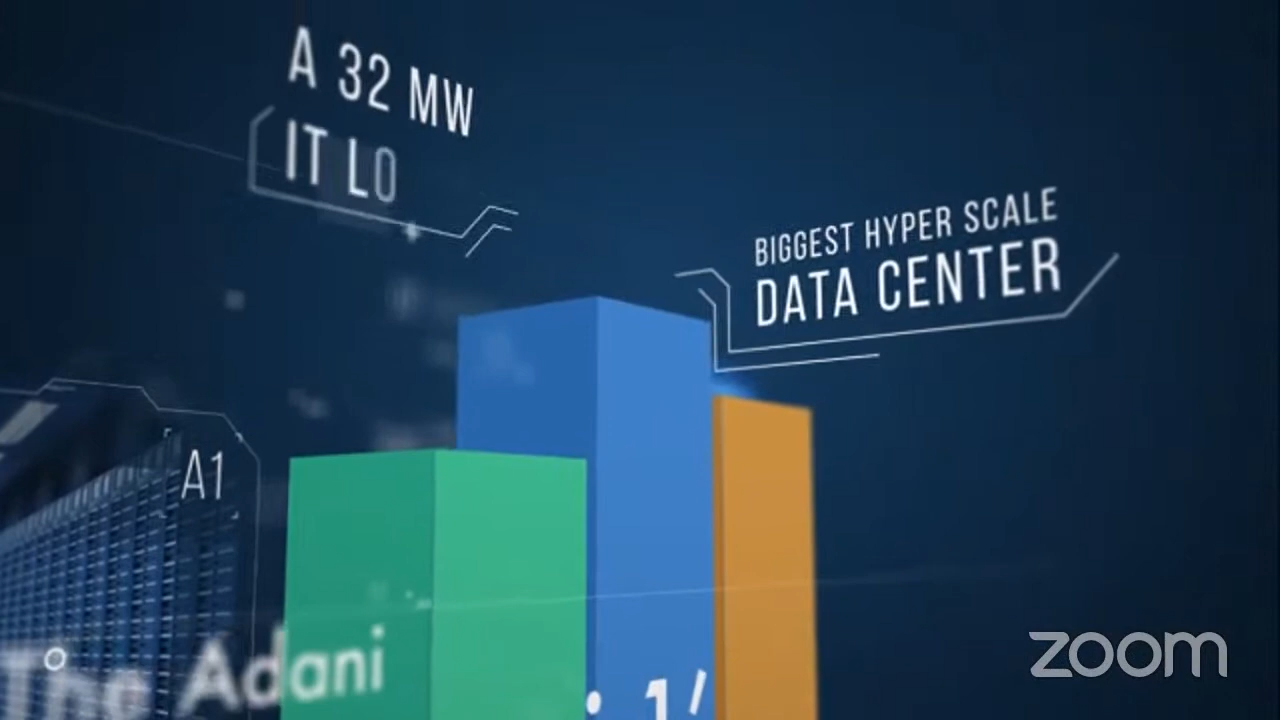 A 32 MW
IT LO
BIGGEST HYPER SCALE
DATA CENTER
A1
The Adani
zoom